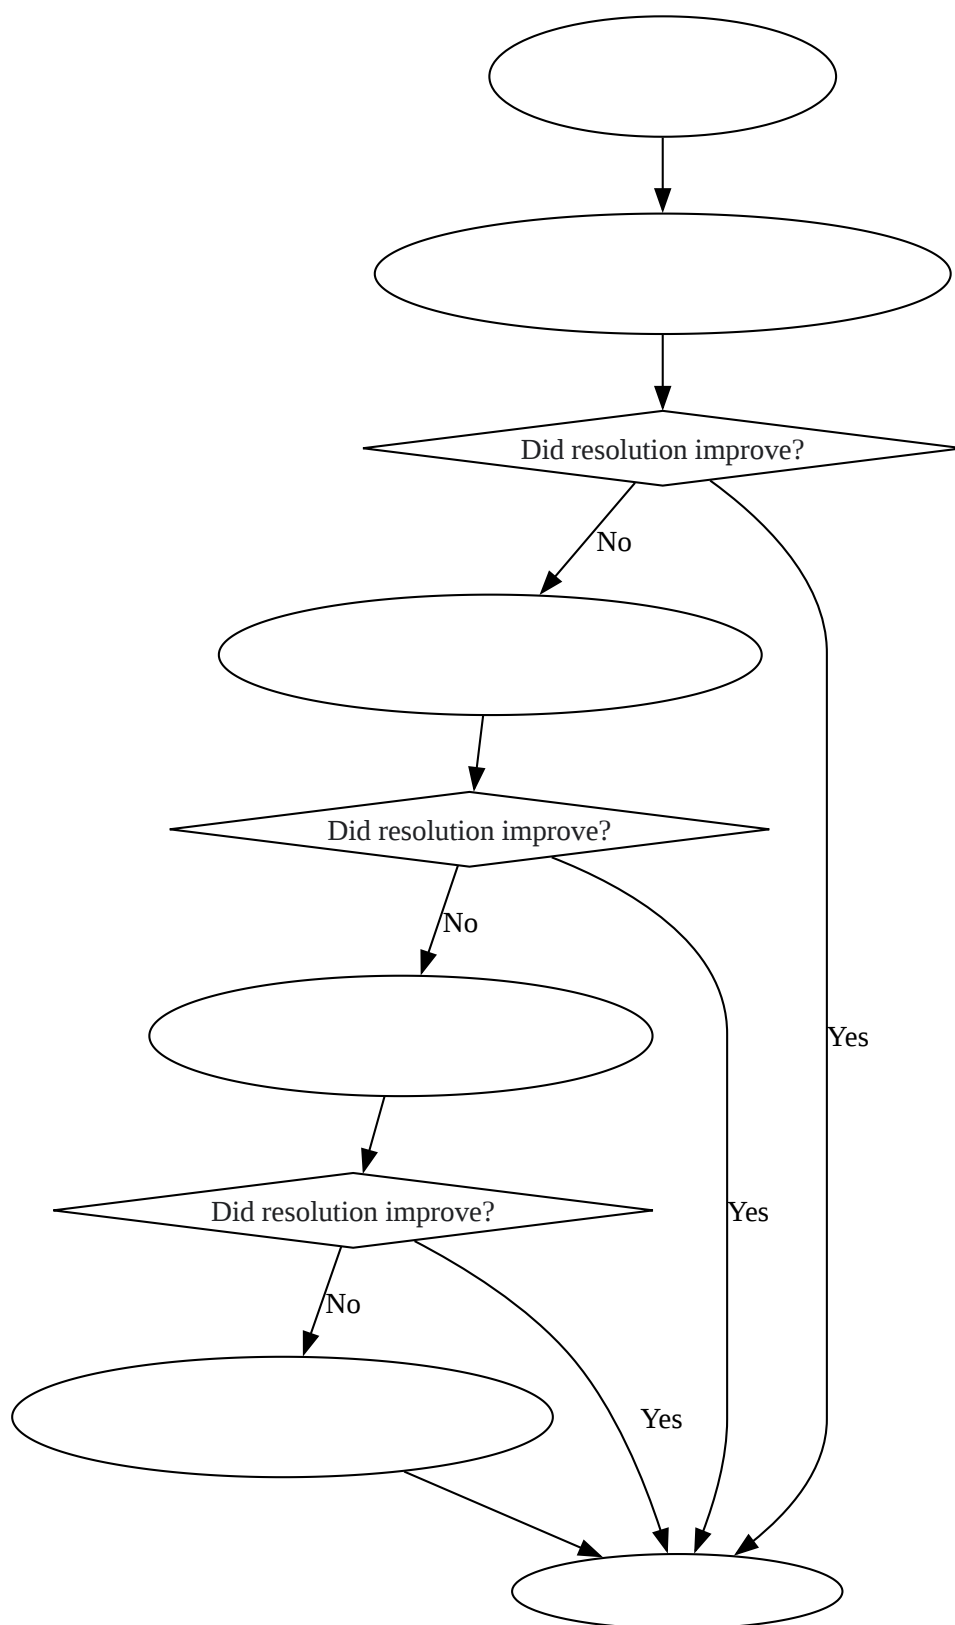 Did resolution improve?
No
Did resolution improve?
No
Yes
Did resolution improve?
Yes
No
Yes